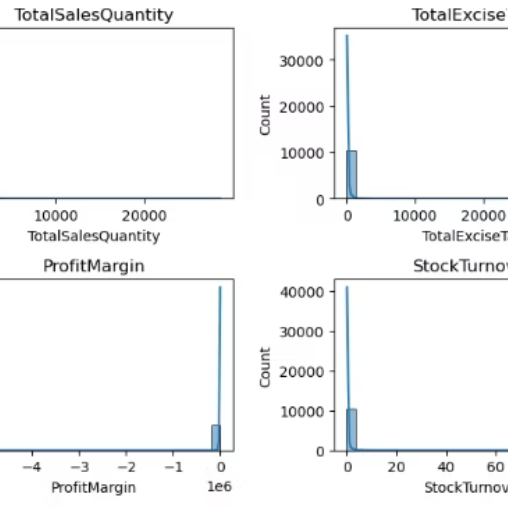 TotalSalesQuantity
TotalExcise
30000
20000
10000
0
Count
10000 20000
0 10000 20000
TotalSalesQuantity
TotalExciseT
ProfitMargin
StockTurnov
40000
30000
20000
10000
0
Count
−4 −3 −2 −1 0
1e6
0 20 40 60
ProfitMargin
StockTurnov